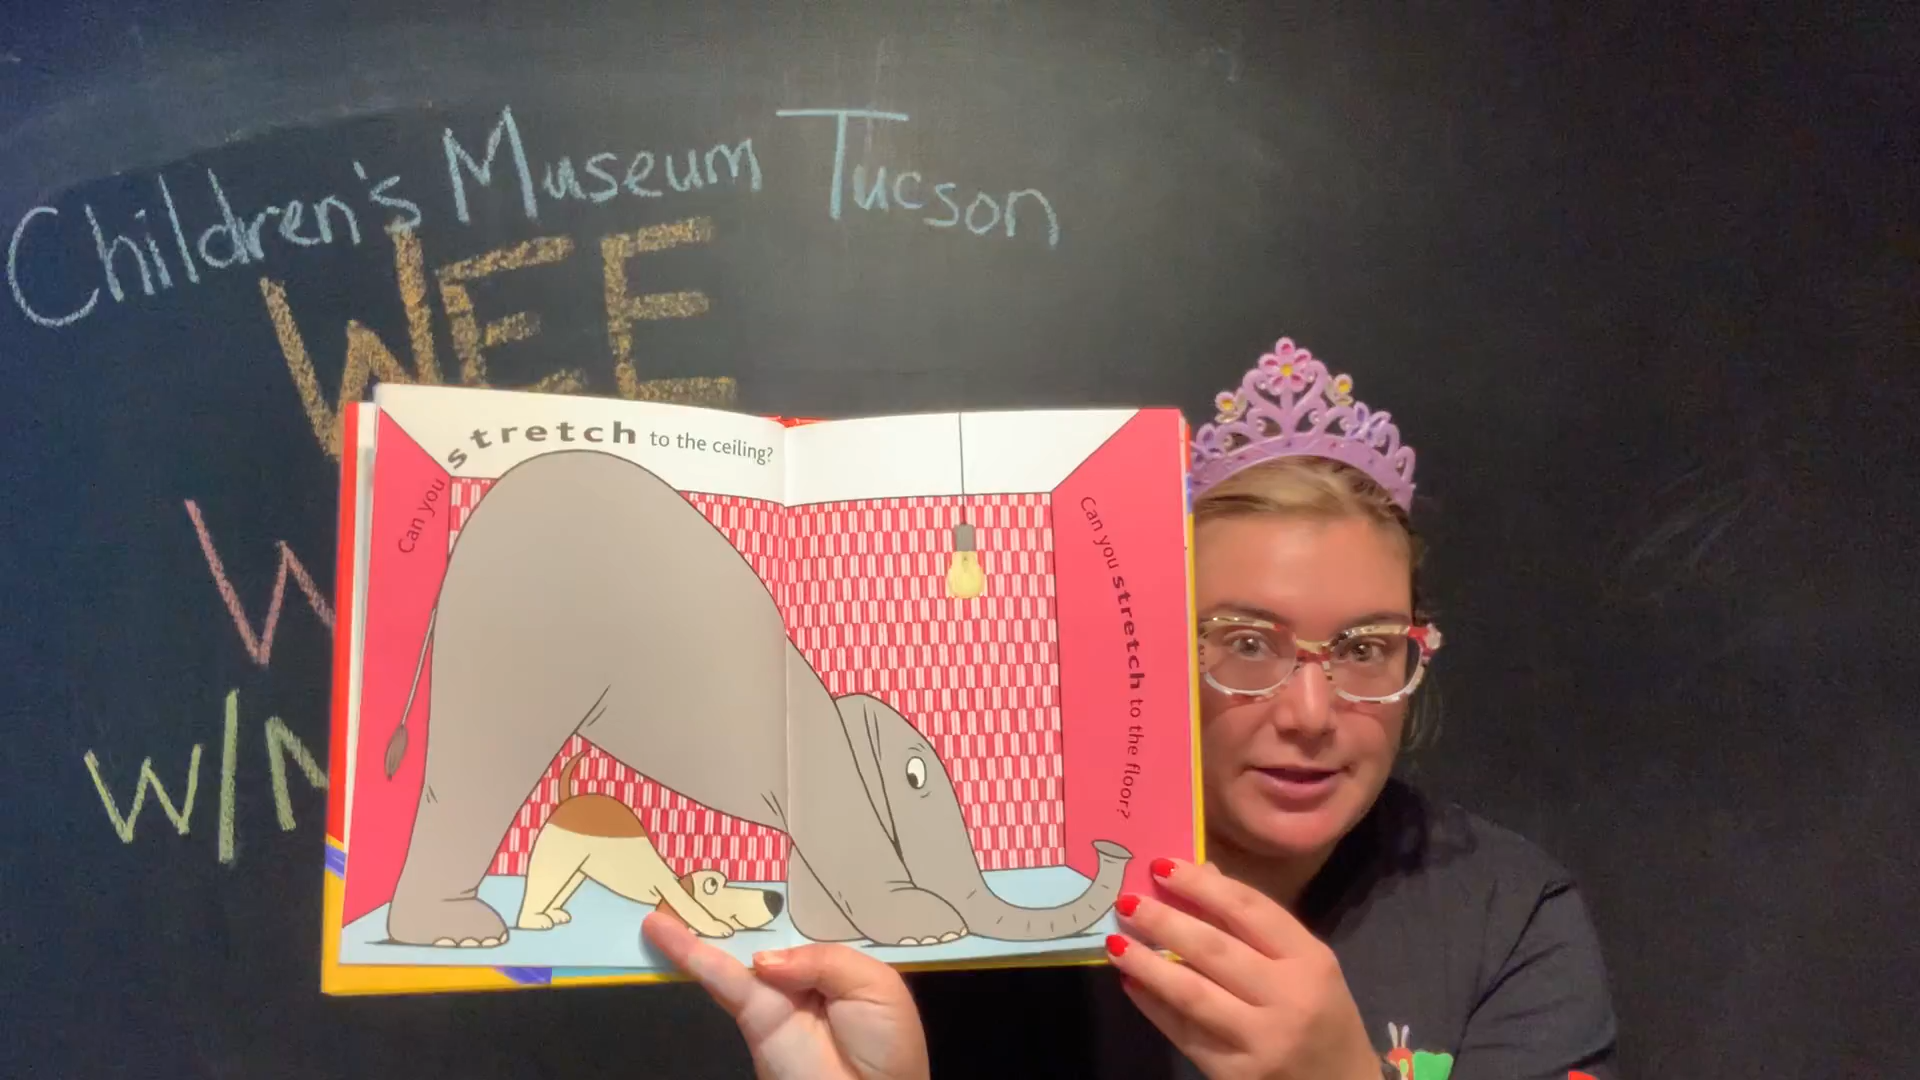 Children's Museum Tucson
WEE
W
W/M
Can you stretch to the ceiling?
Can you stretch to the floor?